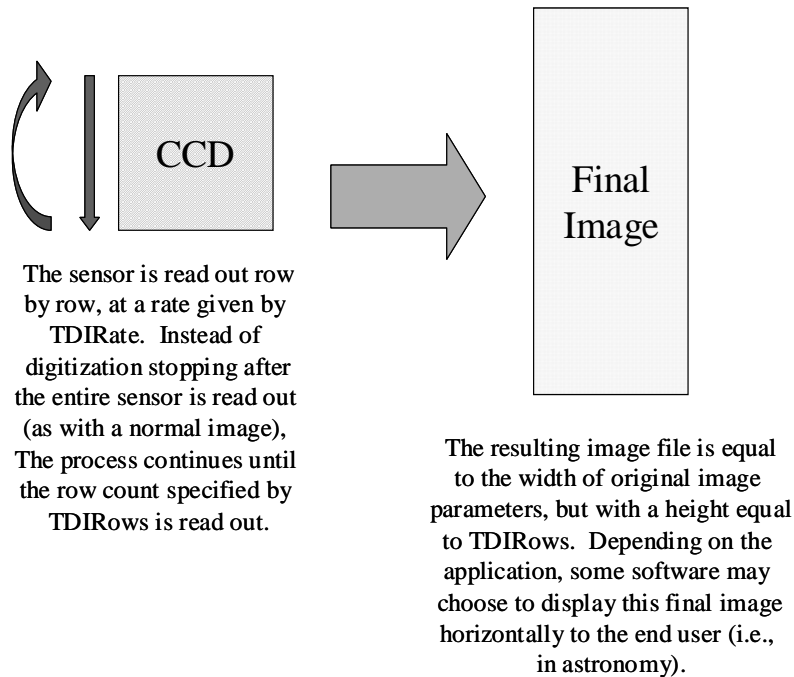 CCD
The sensor is read out row
by row, at a rate given by
TDIRate.  Instead of
digitization stopping after
the entire sensor is read out
(as with a normal image),
The process continues until
the row count specified by
TDIRows is read out.
Final
Image
The resulting image file is equal
to the width of original image
parameters, but with a height equal
to TDIRows.  Depending on the
application, some software may
choose to display this final image
horizontally to the end user (i.e.,
in astronomy).